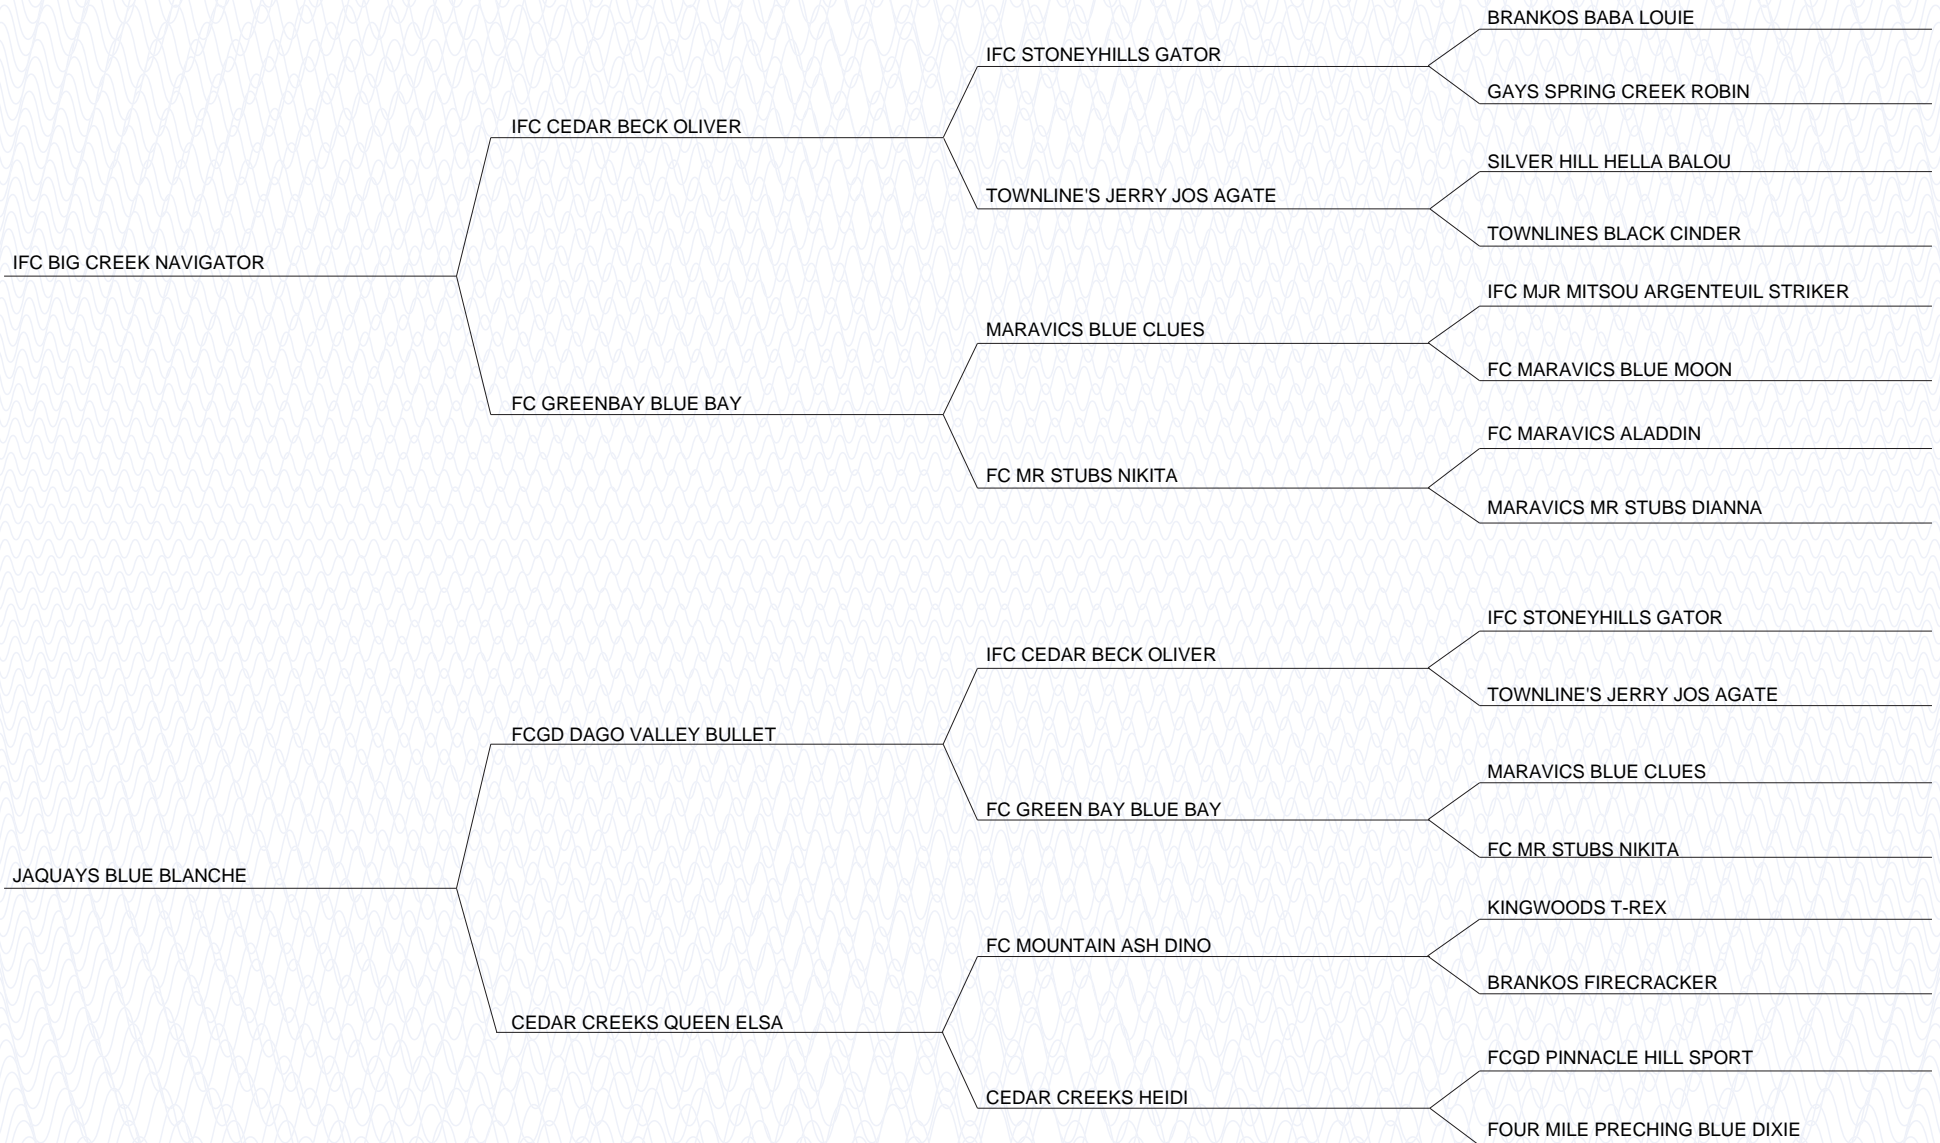 BRANKOS BABA LOUIE
IFC STONEYHILLS GATOR
GAYS SPRING CREEK ROBIN
IFC CEDAR BECK OLIVER
SILVER HILL HELLA BALOU
TOWNLINE'S JERRY JOS AGATE
TOWNLINES BLACK CINDER
IFC BIG CREEK NAVIGATOR
IFC MJR MITSOU ARGENTEUIL STRIKER
MARAVICS BLUE CLUES
FC MARAVICS BLUE MOON
FC GREENBAY BLUE BAY
FC MARAVICS ALADDIN
FC MR STUBS NIKITA
MARAVICS MR STUBS DIANNA
IFC STONEYHILLS GATOR
IFC CEDAR BECK OLIVER
TOWNLINE'S JERRY JOS AGATE
FCGD DAGO VALLEY BULLET
MARAVICS BLUE CLUES
FC GREEN BAY BLUE BAY
FC MR STUBS NIKITA
JAQUAYS BLUE BLANCHE
KINGWOODS T-REX
FC MOUNTAIN ASH DINO
BRANKOS FIRECRACKER
CEDAR CREEKS QUEEN ELSA
FCGD PINNACLE HILL SPORT
CEDAR CREEKS HEIDI
FOUR MILE PRECHING BLUE DIXIE